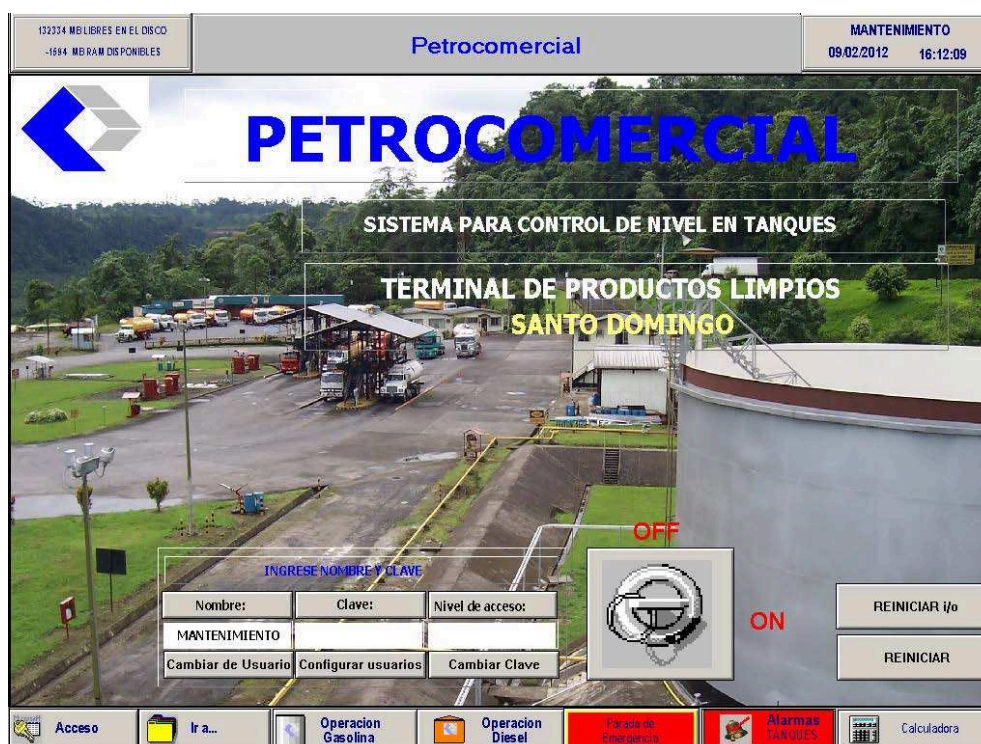 132334 MB LIBRES EN EL DISCO
-1594 MB RAM DISPONIBLES
Petrocomercial
MANTENIMIENTO
09/02/2012 16:12:09
PETROCOMERCIAL
SISTEMA PARA CONTROL DE NIVEL EN TANQUES
TERMINAL DE PRODUCTOS LIMPIOS
SANTO DOMINGO
OFF
ON
INGRESE NOMBRE Y CLAVE
Nombre: Clave: Nivel de acceso:
MANTENIMIENTO
Cambiar de Usuario Configurar usuarios Cambiar Clave
REINICIAR i/o
REINICIAR
Acceso
Ir a...
Operacion
Gasolina
Operacion
Diesel
Parada de
Emergencia
Alarmas
TANQUES
Calculadora